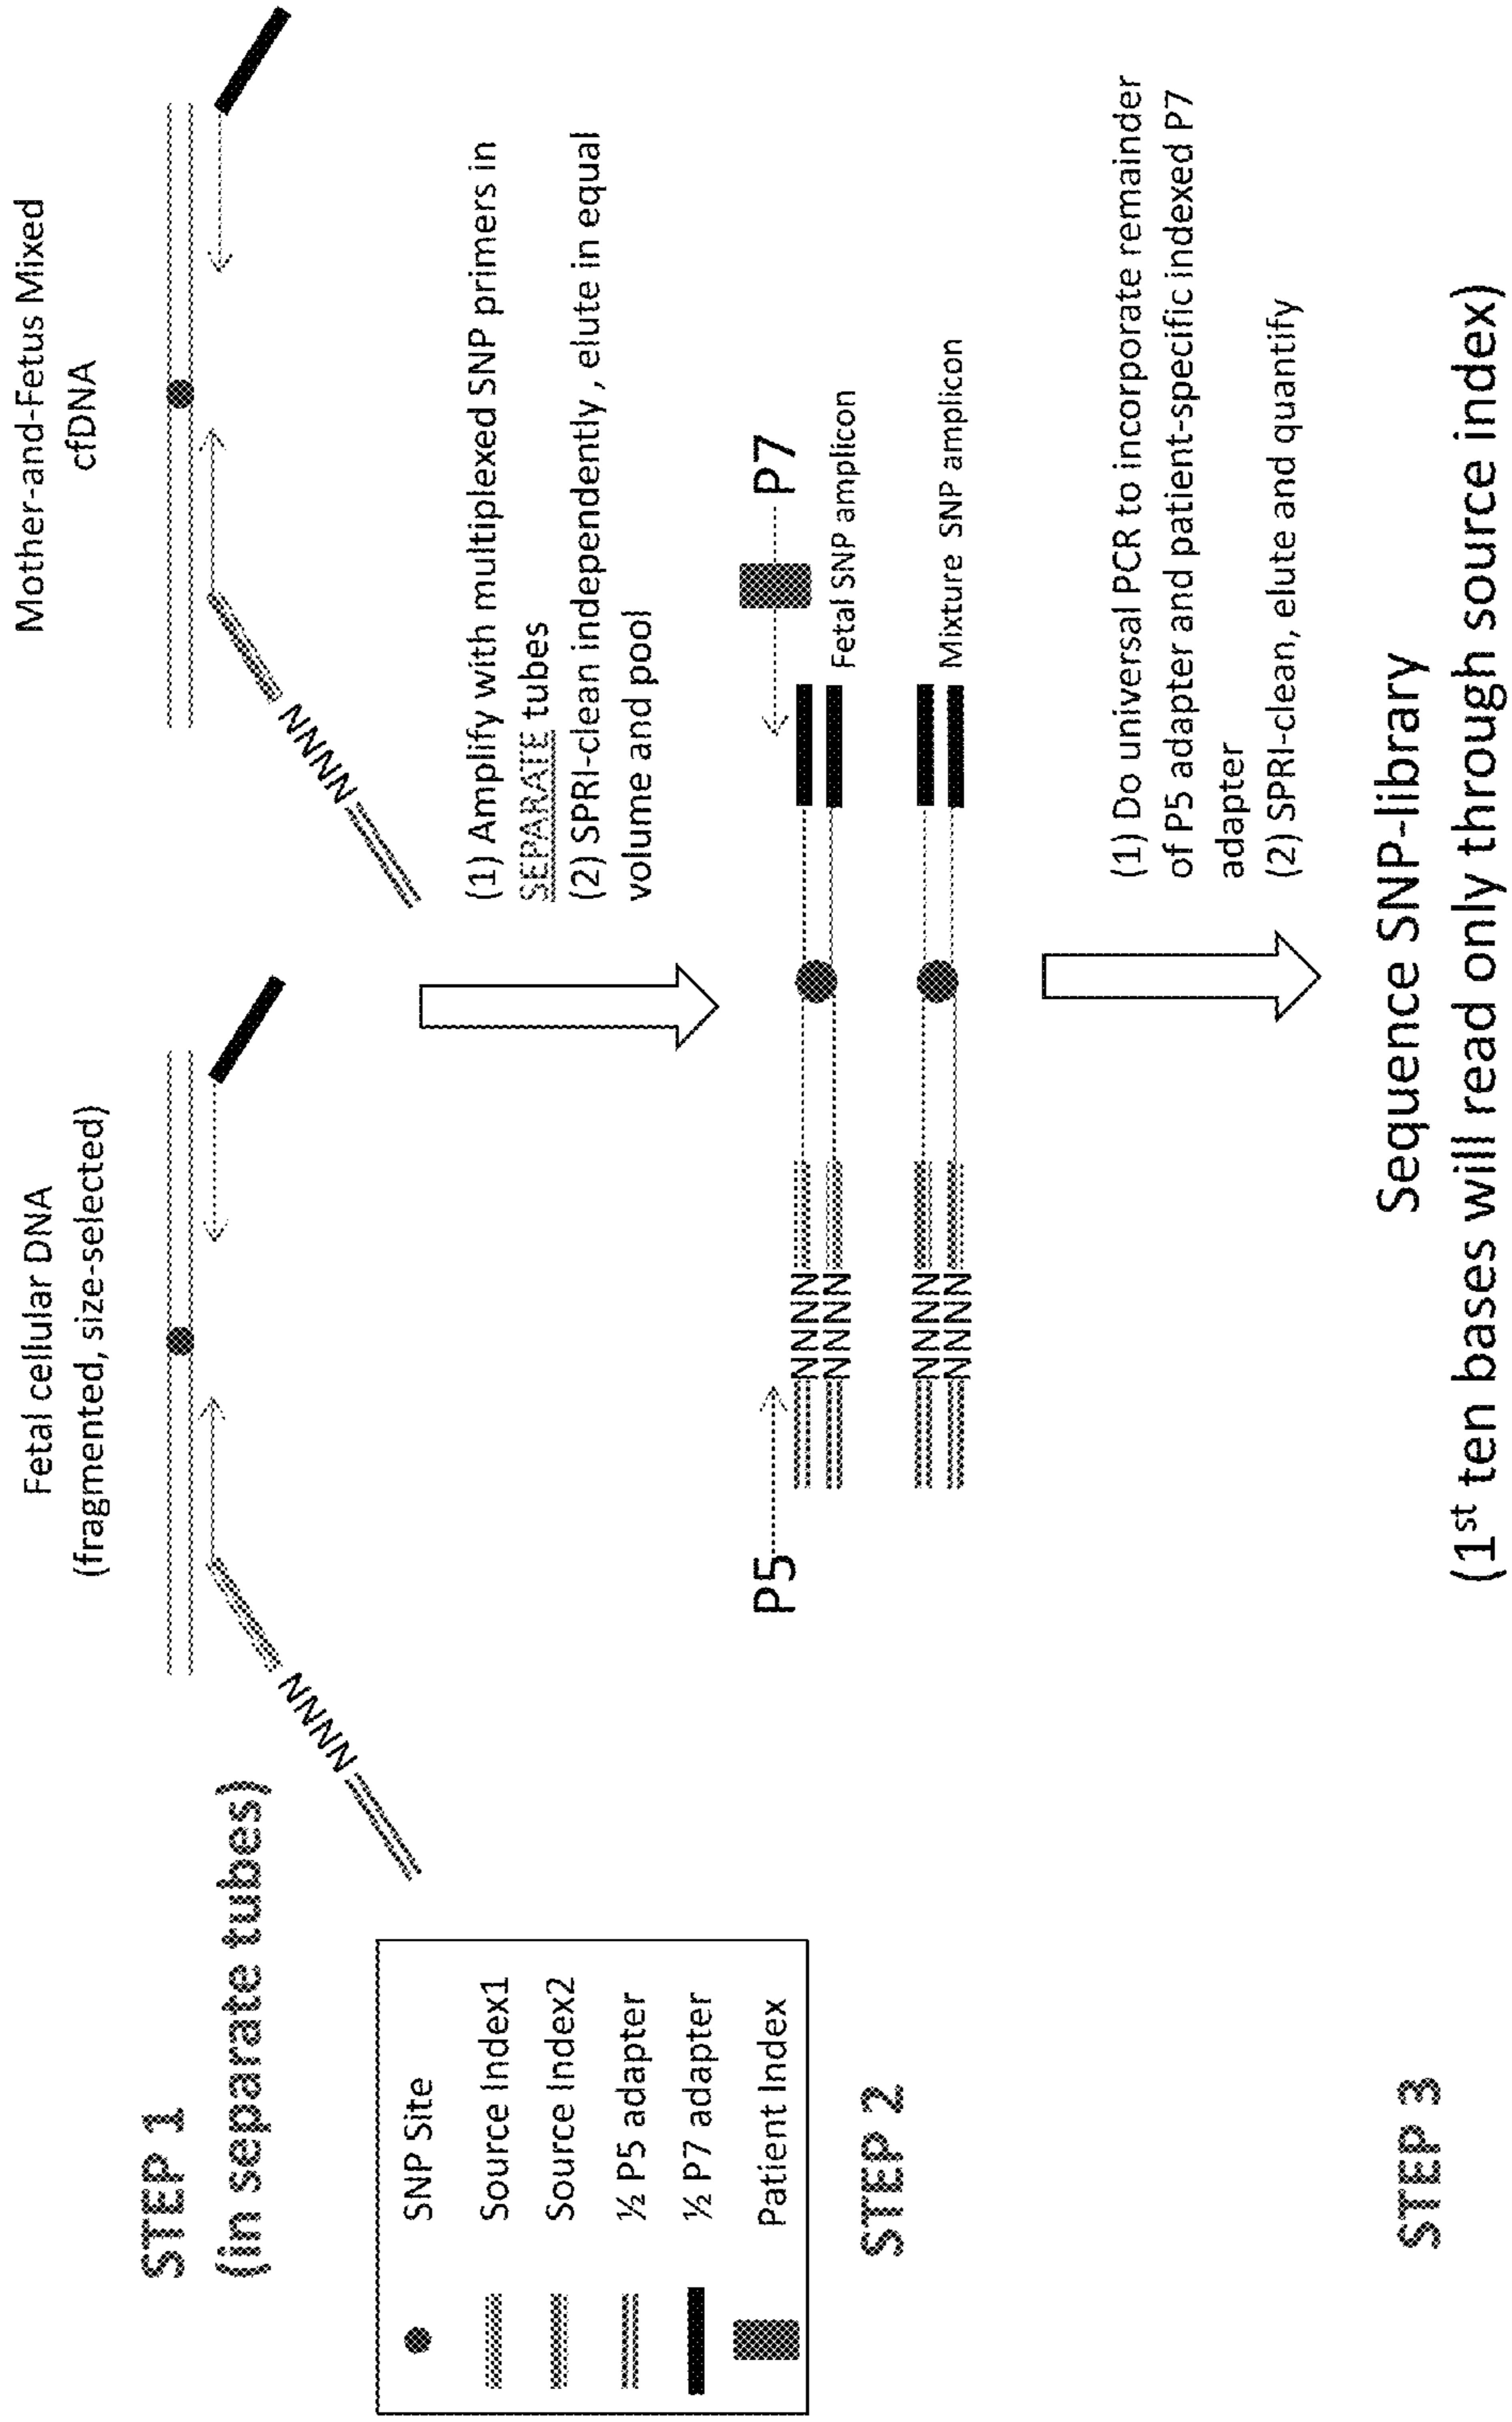 STEP 1
(in separate tubes)
Fetal cellular DNA
(fragmented, size-selected)
Mother-and-Fetus Mixed
cfDNA
NNNN
NNNN
SNP Site
Source Index1
Source Index2
½ P5 adapter
½ P7 adapter
Patient Index
(1) Amplify with multiplexed SNP primers in
SEPARATE tubes
(2) SPRI-clean independently , elute in equal
volume and pool
STEP 2
P5
P7
NNNN
NNNN
Fetal SNP amplicon
NNNN
NNNN
Mixture SNP amplicon
(1) Do universal PCR to incorporate remainder
of P5 adapter and patient-specific indexed P7
adapter
(2) SPRI-clean, elute and quantify
STEP 3
Sequence SNP-library
(1st ten bases will read only through source index)